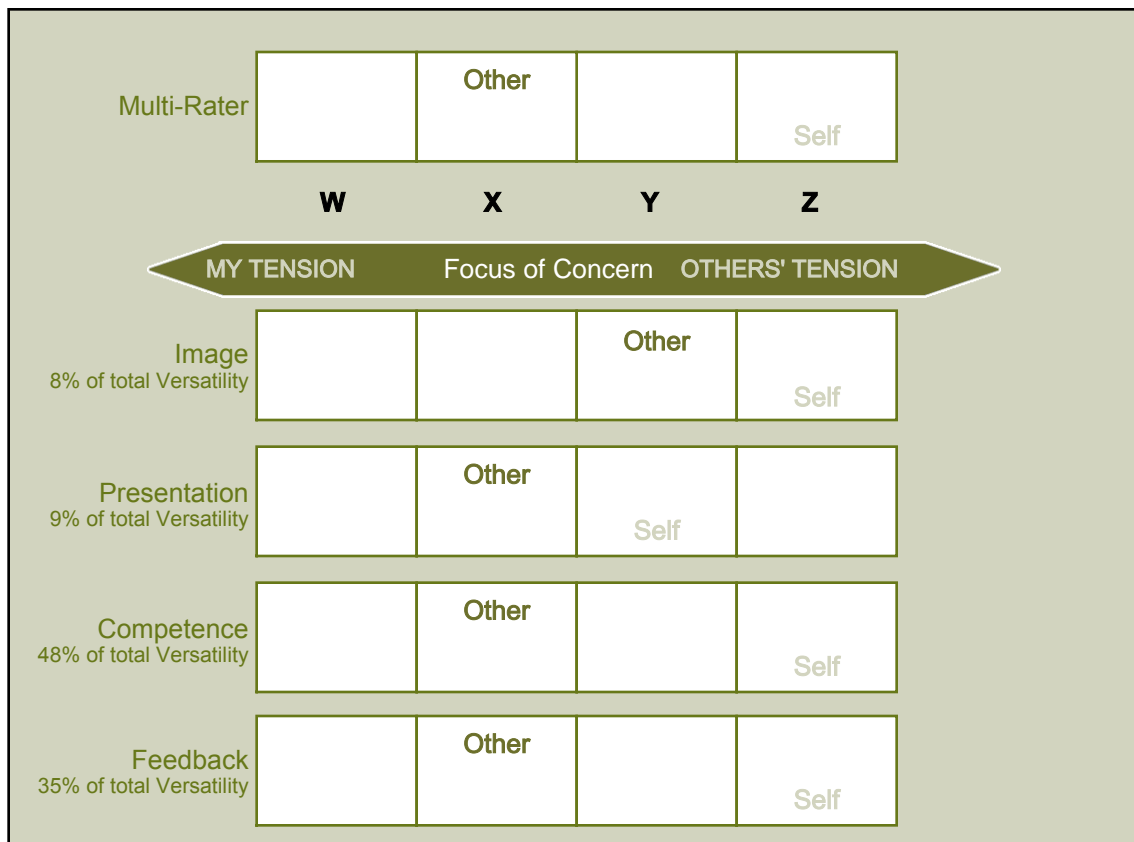 Other
Multi-Rater
Self
W X Y Z
MY TENSION Focus of Concern OTHERS' TENSION
Other
Image
8% of total Versatility
Self
Other
Presentation
9% of total Versatility
Self
Other
Competence
48% of total Versatility
Self
Other
Feedback
35% of total Versatility
Self